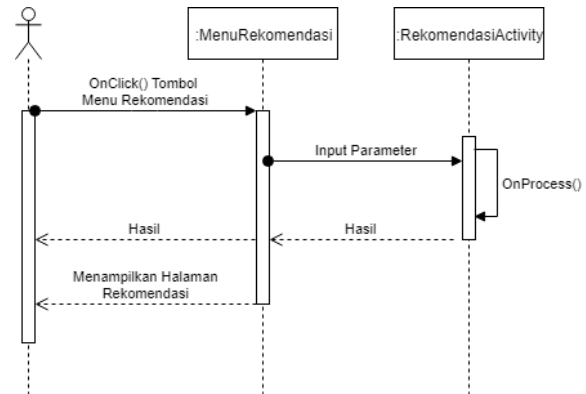 :MenuRekomendasi
:RekomendasiActivity
OnClick() Tombol
Menu Rekomendasi
Input Parameter
OnProcess()
Hasil
Hasil
Menampilkan Halaman
Rekomendasi